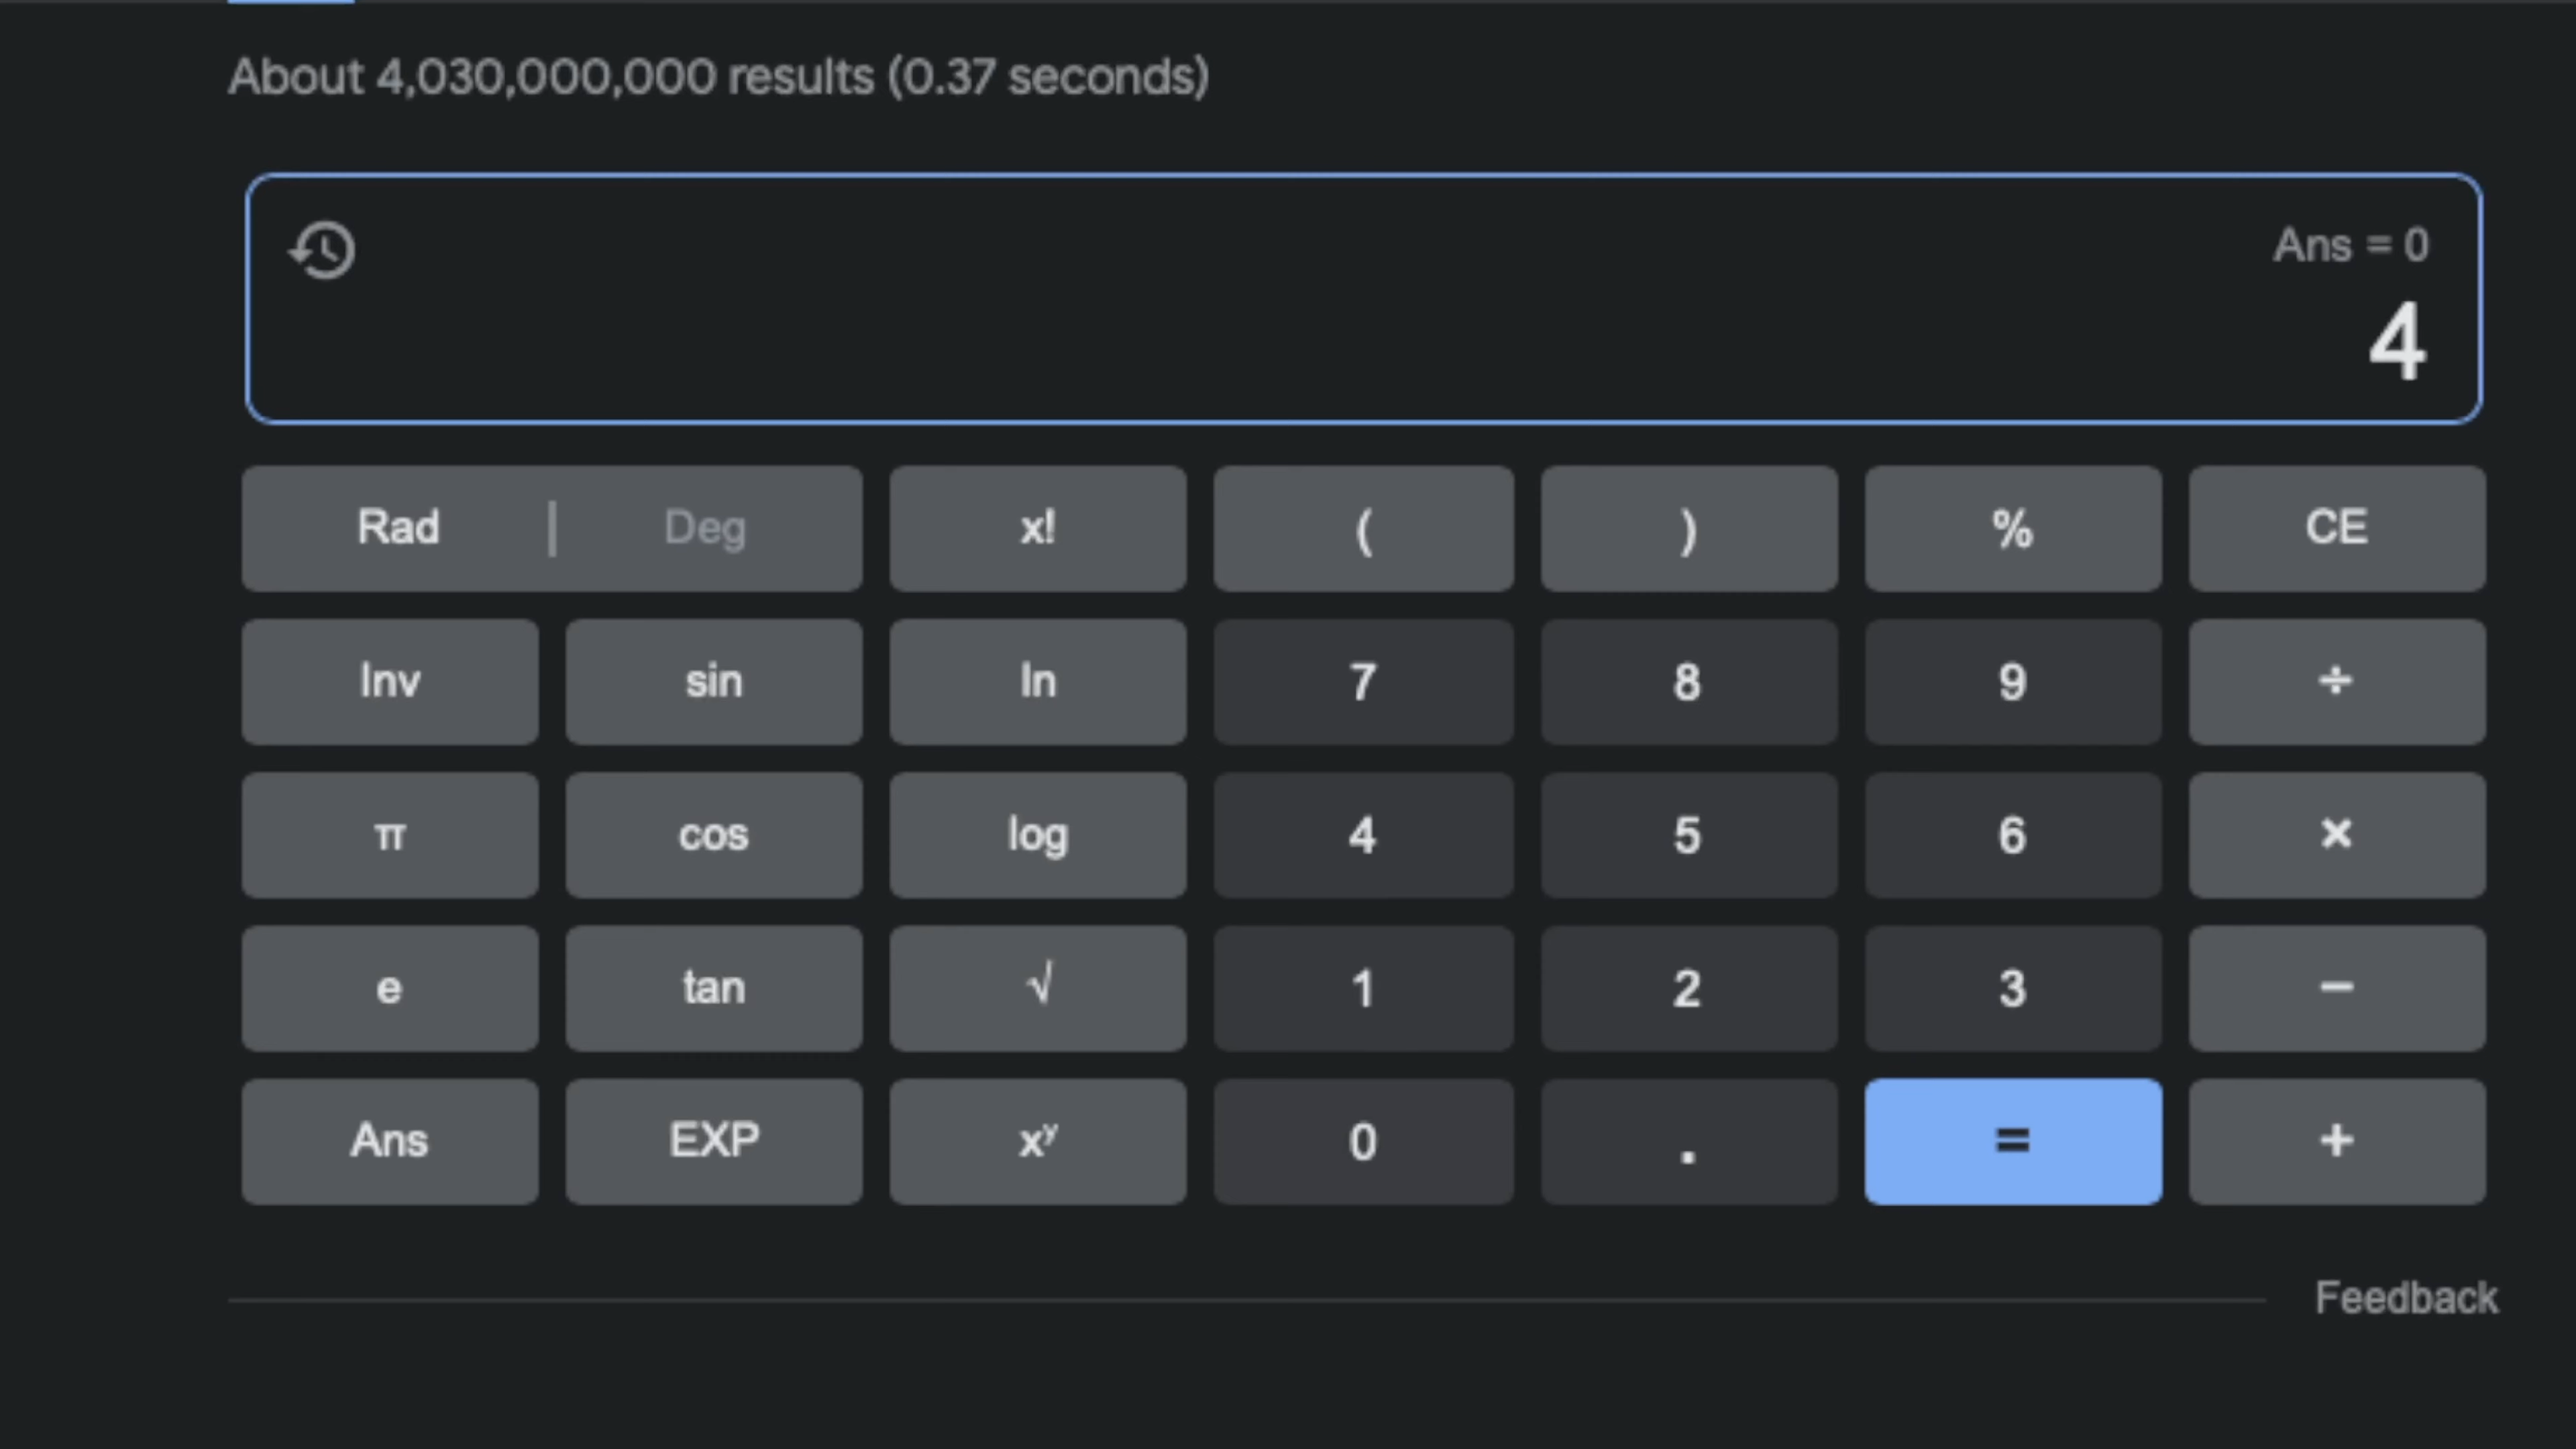 About 4,030,000,000 results (0.37 seconds)
Ans = 0
4
Rad | Deg x! ( ) % CE
Inv sin ln 7 8 9 ÷
π cos log 4 5 6 ×
e tan √ 1 2 3 −
Ans EXP xʸ 0 . = +
Feedback